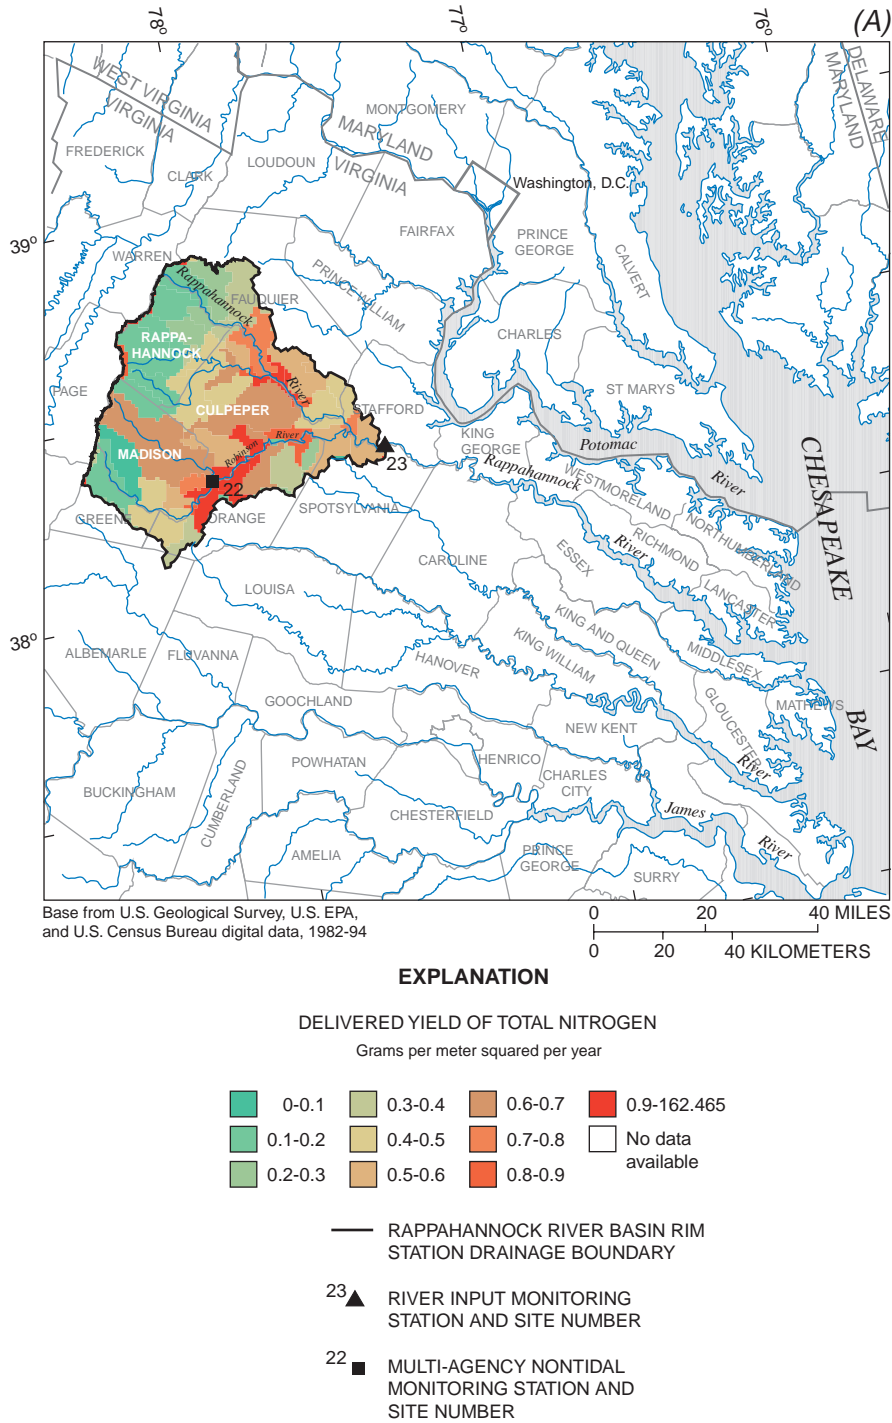 78°
77°
76°
(A)
WEST VIRGINIA
VIRGINIA
MONTGOMERY
MARYLAND
VIRGINIA
DELAWARE
MARYLAND
FREDERICK
CLARK
LOUDOUN
Washington, D.C.
FAIRFAX
PRINCE
GEORGE
39°
WARREN
PRINCE WILLIAM
CALVERT
Rappahannock
FAUQUIER
RAPPA-
HANNOCK
CHARLES
PAGE
River
ST MARYS
CULPEPER
STAFFORD
River
Robinson
MADISON
23
KING
GEORGE
Potomac
River
CHESAPEAKE
22
Rappahannock
WESTMORELAND
GREENE
ORANGE
SPOTSYLVANIA
NORTHUMBERLAND
River
RICHMOND
CAROLINE
ESSEX
LANCASTER
LOUISA
38°
KING AND QUEEN
ALBEMARLE
FLUVANNA
HANOVER
KING WILLIAM
MIDDLESEX
GOOCHLAND
GLOUCESTER
MATHEWS
BAY
NEW KENT
POWHATAN
HENRICO
River
BUCKINGHAM
CUMBERLAND
CHARLES
CITY
CHESTERFIELD
James
River
AMELIA
PRINCE
GEORGE
SURRY
Base from U.S. Geological Survey, U.S. EPA,
and U.S. Census Bureau digital data, 1982-94
0 20 40 MILES
0 20 40 KILOMETERS
EXPLANATION
DELIVERED YIELD OF TOTAL NITROGEN
Grams per meter squared per year
0-0.1 0.3-0.4 0.6-0.7 0.9-162.465
0.1-0.2 0.4-0.5 0.7-0.8 No data
available
0.2-0.3 0.5-0.6 0.8-0.9
RAPPAHANNOCK RIVER BASIN RIM
STATION DRAINAGE BOUNDARY
23 RIVER INPUT MONITORING
STATION AND SITE NUMBER
22 MULTI-AGENCY NONTIDAL
MONITORING STATION AND
SITE NUMBER